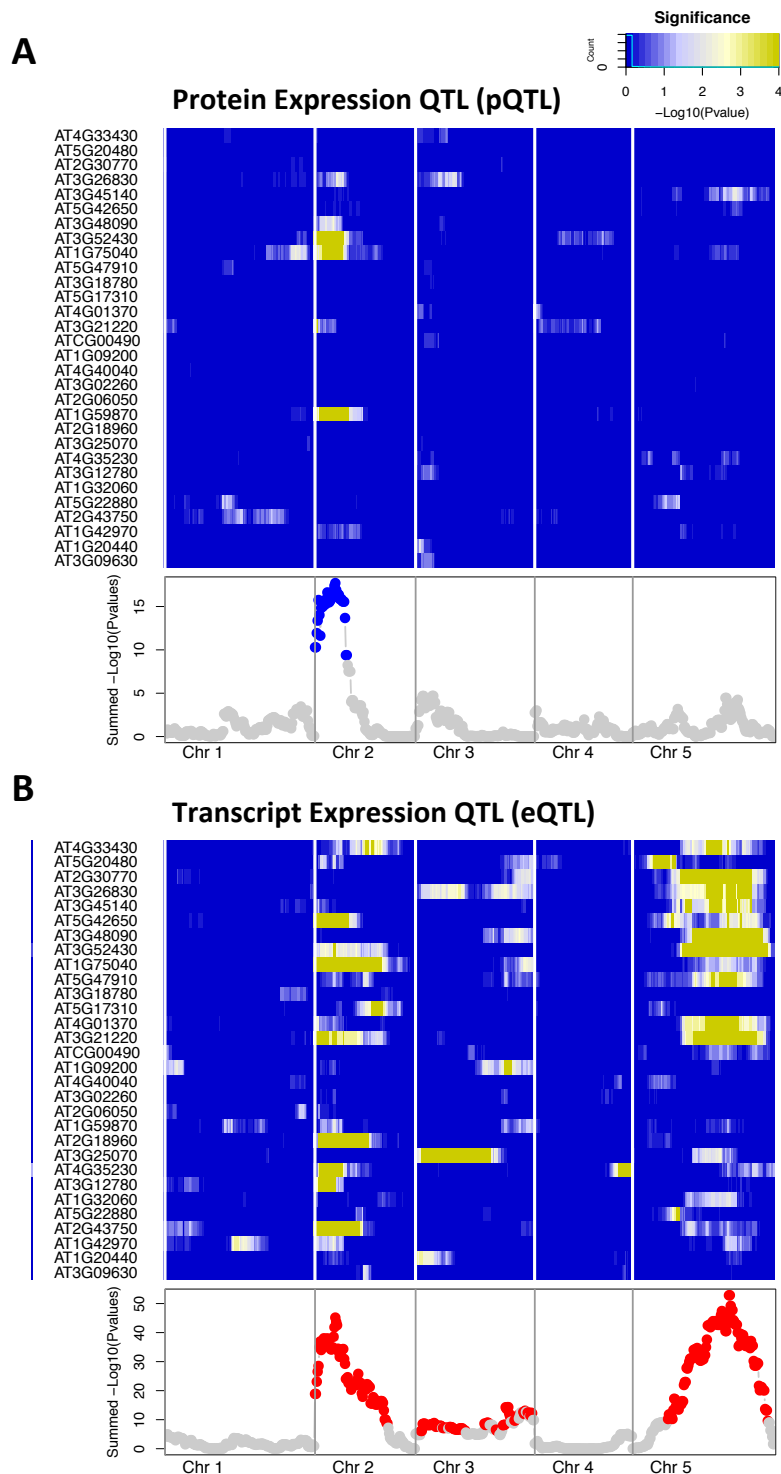 Significance
A
Count
0
0 1 2 3 4
−Log10(Pvalue)
Protein Expression QTL (pQTL)
AT4G33430
AT5G20480
AT2G30770
AT3G26830
AT3G45140
AT5G42650
AT3G48090
AT3G52430
AT1G75040
AT5G47910
AT3G18780
AT5G17310
AT4G01370
AT3G21220
ATCG00490
AT1G09200
AT4G40040
AT3G02260
AT2G06050
AT1G59870
AT2G18960
AT3G25070
AT4G35230
AT3G12780
AT1G32060
AT5G22880
AT2G43750
AT1G42970
AT1G20440
AT3G09630
Summed −Log10(Pvalues)
15
10
5
0
Chr 1 Chr 2 Chr 3 Chr 4 Chr 5
B
Transcript Expression QTL (eQTL)
AT4G33430
AT5G20480
AT2G30770
AT3G26830
AT3G45140
AT5G42650
AT3G48090
AT3G52430
AT1G75040
AT5G47910
AT3G18780
AT5G17310
AT4G01370
AT3G21220
ATCG00490
AT1G09200
AT4G40040
AT3G02260
AT2G06050
AT1G59870
AT2G18960
AT3G25070
AT4G35230
AT3G12780
AT1G32060
AT5G22880
AT2G43750
AT1G42970
AT1G20440
AT3G09630
Summed −Log10(Pvalues)
50
40
30
20
10
0
Chr 1 Chr 2 Chr 3 Chr 4 Chr 5